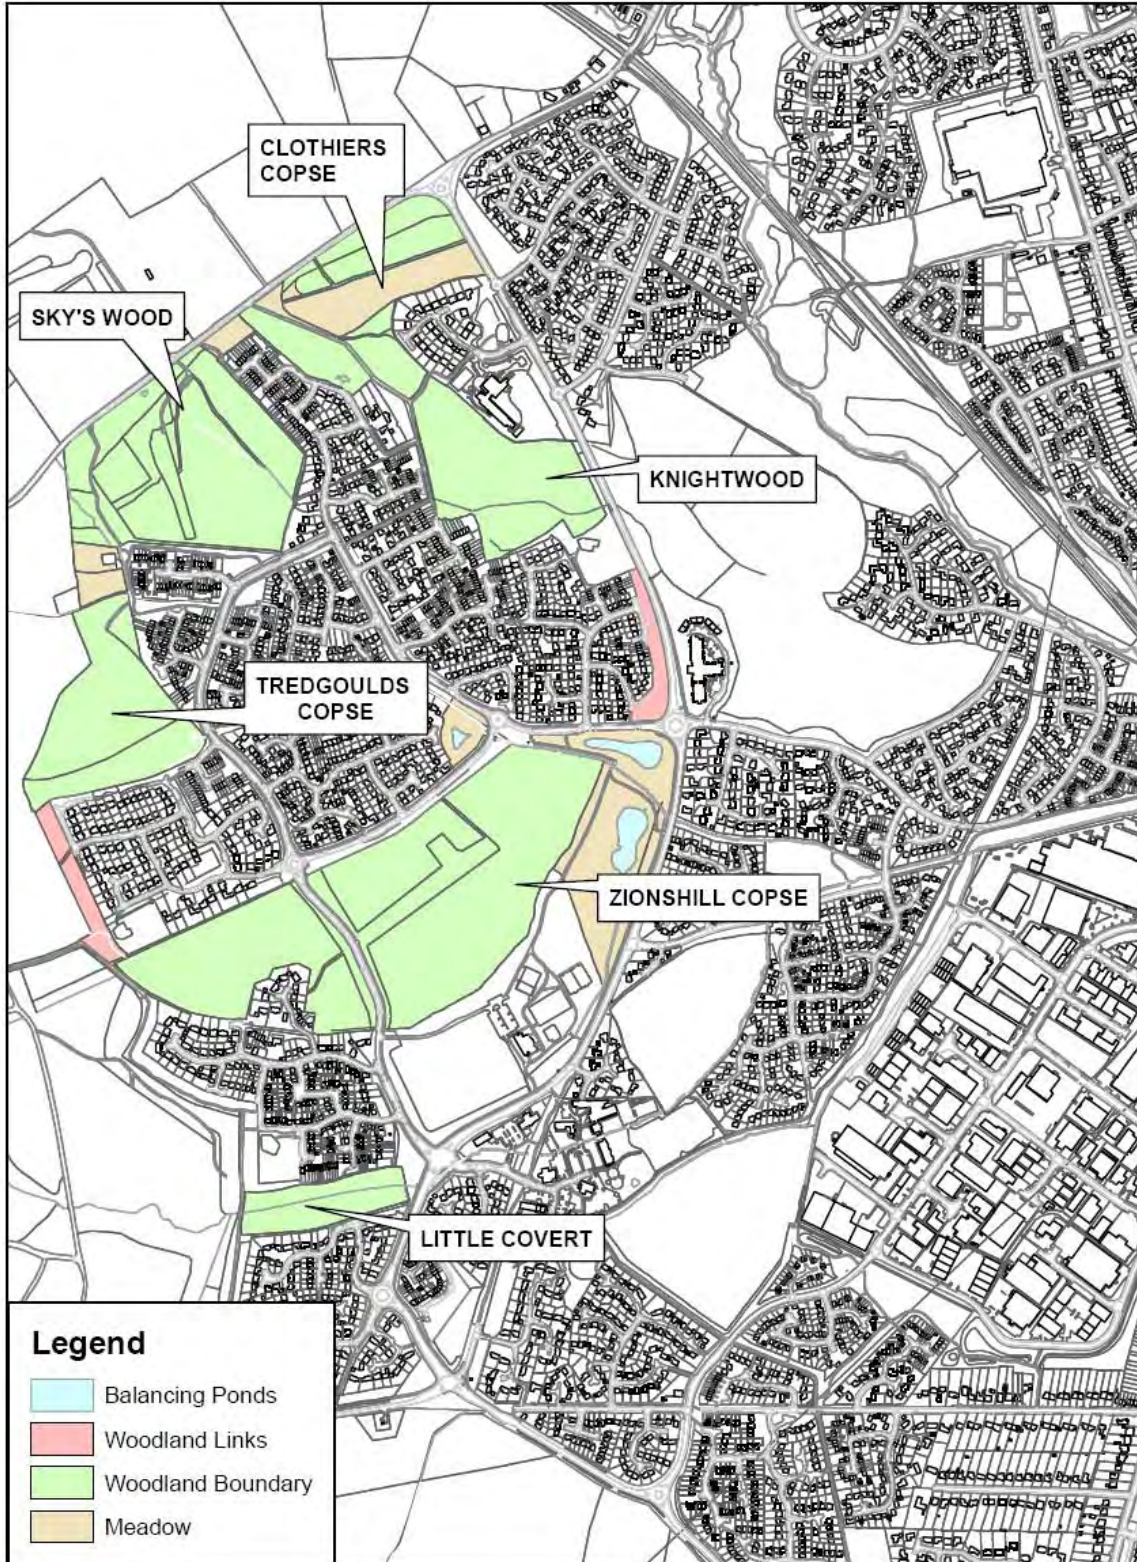 CLOTHIERS
COPSE
SKY'S WOOD
KNIGHTWOOD
TREDGOULDS
COPSE
ZIONSHILL COPSE
LITTLE COVERT
Legend
Balancing Ponds
Woodland Links
Woodland Boundary
Meadow